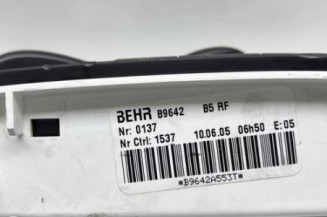 BEHR B9642 B5 RF
Nr: 0137
Nr Ctrl: 1537 10.06.05 06h50 E:05
*B9642A553T*